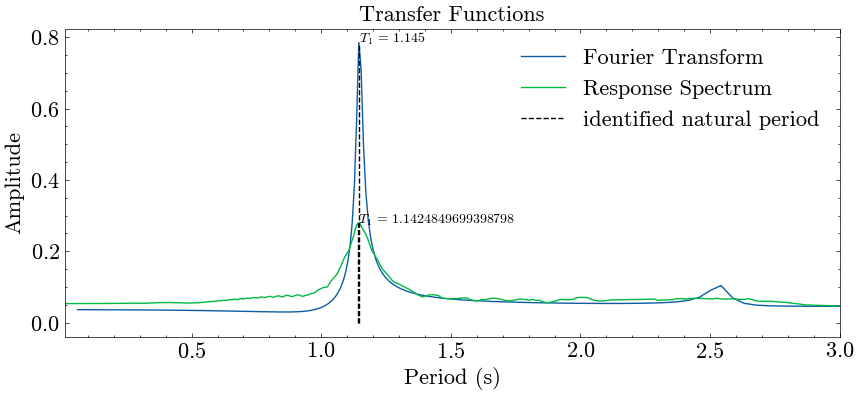 Transfer Functions
T₁ = 1.145
Fourier Transform
Response Spectrum
identified natural period
T₁ = 1.1424849699398798
Amplitude
0.8
0.6
0.4
0.2
0.0
0.5 1.0 1.5 2.0 2.5 3.0
Period (s)